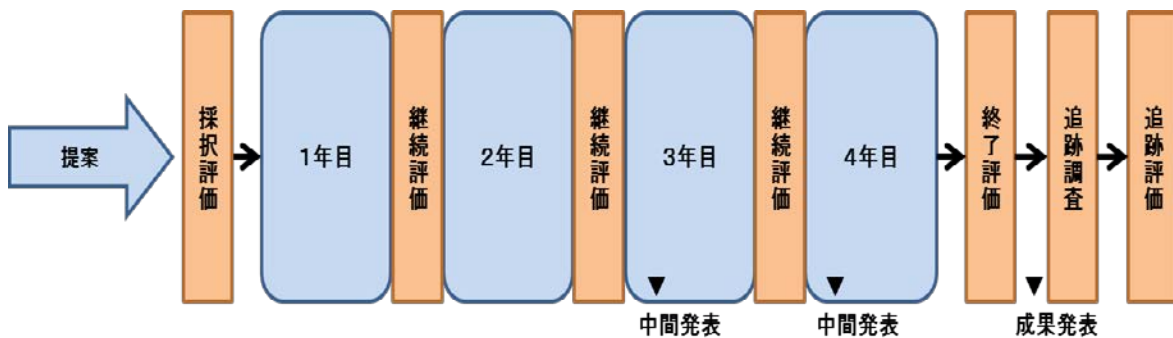 提案
採択評価
1年目
継続評価
2年目
継続評価
3年目
継続評価
4年目
終了評価
追跡調査
追跡評価
▼
中間発表
▼
中間発表
▼
成果発表